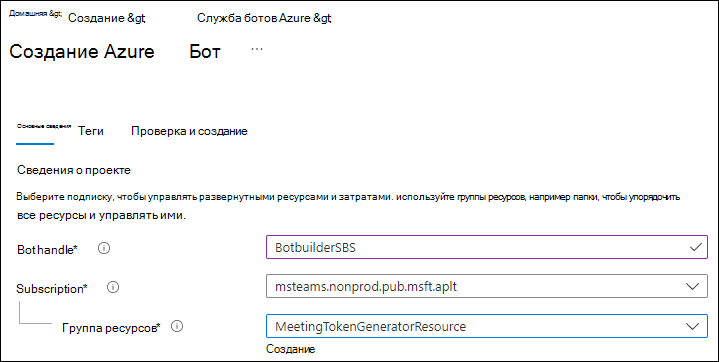 Домашняя &gt; Создание &gt; Служба ботов Azure &gt;
Создание Azure Бот ...
Основные сведения Теги Проверка и создание
Сведения о проекте
Выберите подписку, чтобы управлять развернутыми ресурсами и затратами. используйте группы ресурсов, например папки, чтобы упорядочить
все ресурсы и управлять ими.
Bot handle* BotbuilderSBS
Subscription* msteams.nonprod.pub.msft.aplt
Группа ресурсов* MeetingTokenGeneratorResource
Создание